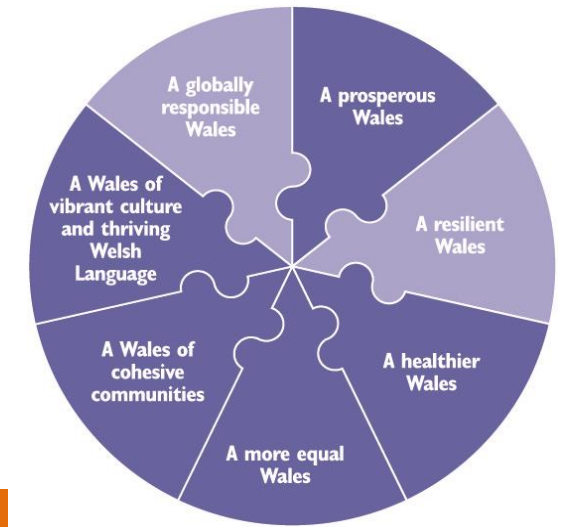 A prosperous
Wales
A resilient
Wales
A healthier
Wales
A more equal
Wales
A Wales of
cohesive
communities
A Wales of
vibrant culture
and thriving
Welsh
Language
A globally
responsible
Wales